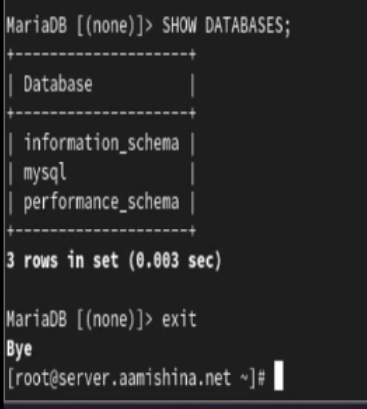 MariaDB [(none)]> SHOW DATABASES;
+--------------------+
| Database           |
+--------------------+
| information_schema |
| mysql              |
| performance_schema |
+--------------------+
3 rows in set (0.003 sec)
MariaDB [(none)]> exit
Bye
[root@server.aamishina.net ~]#